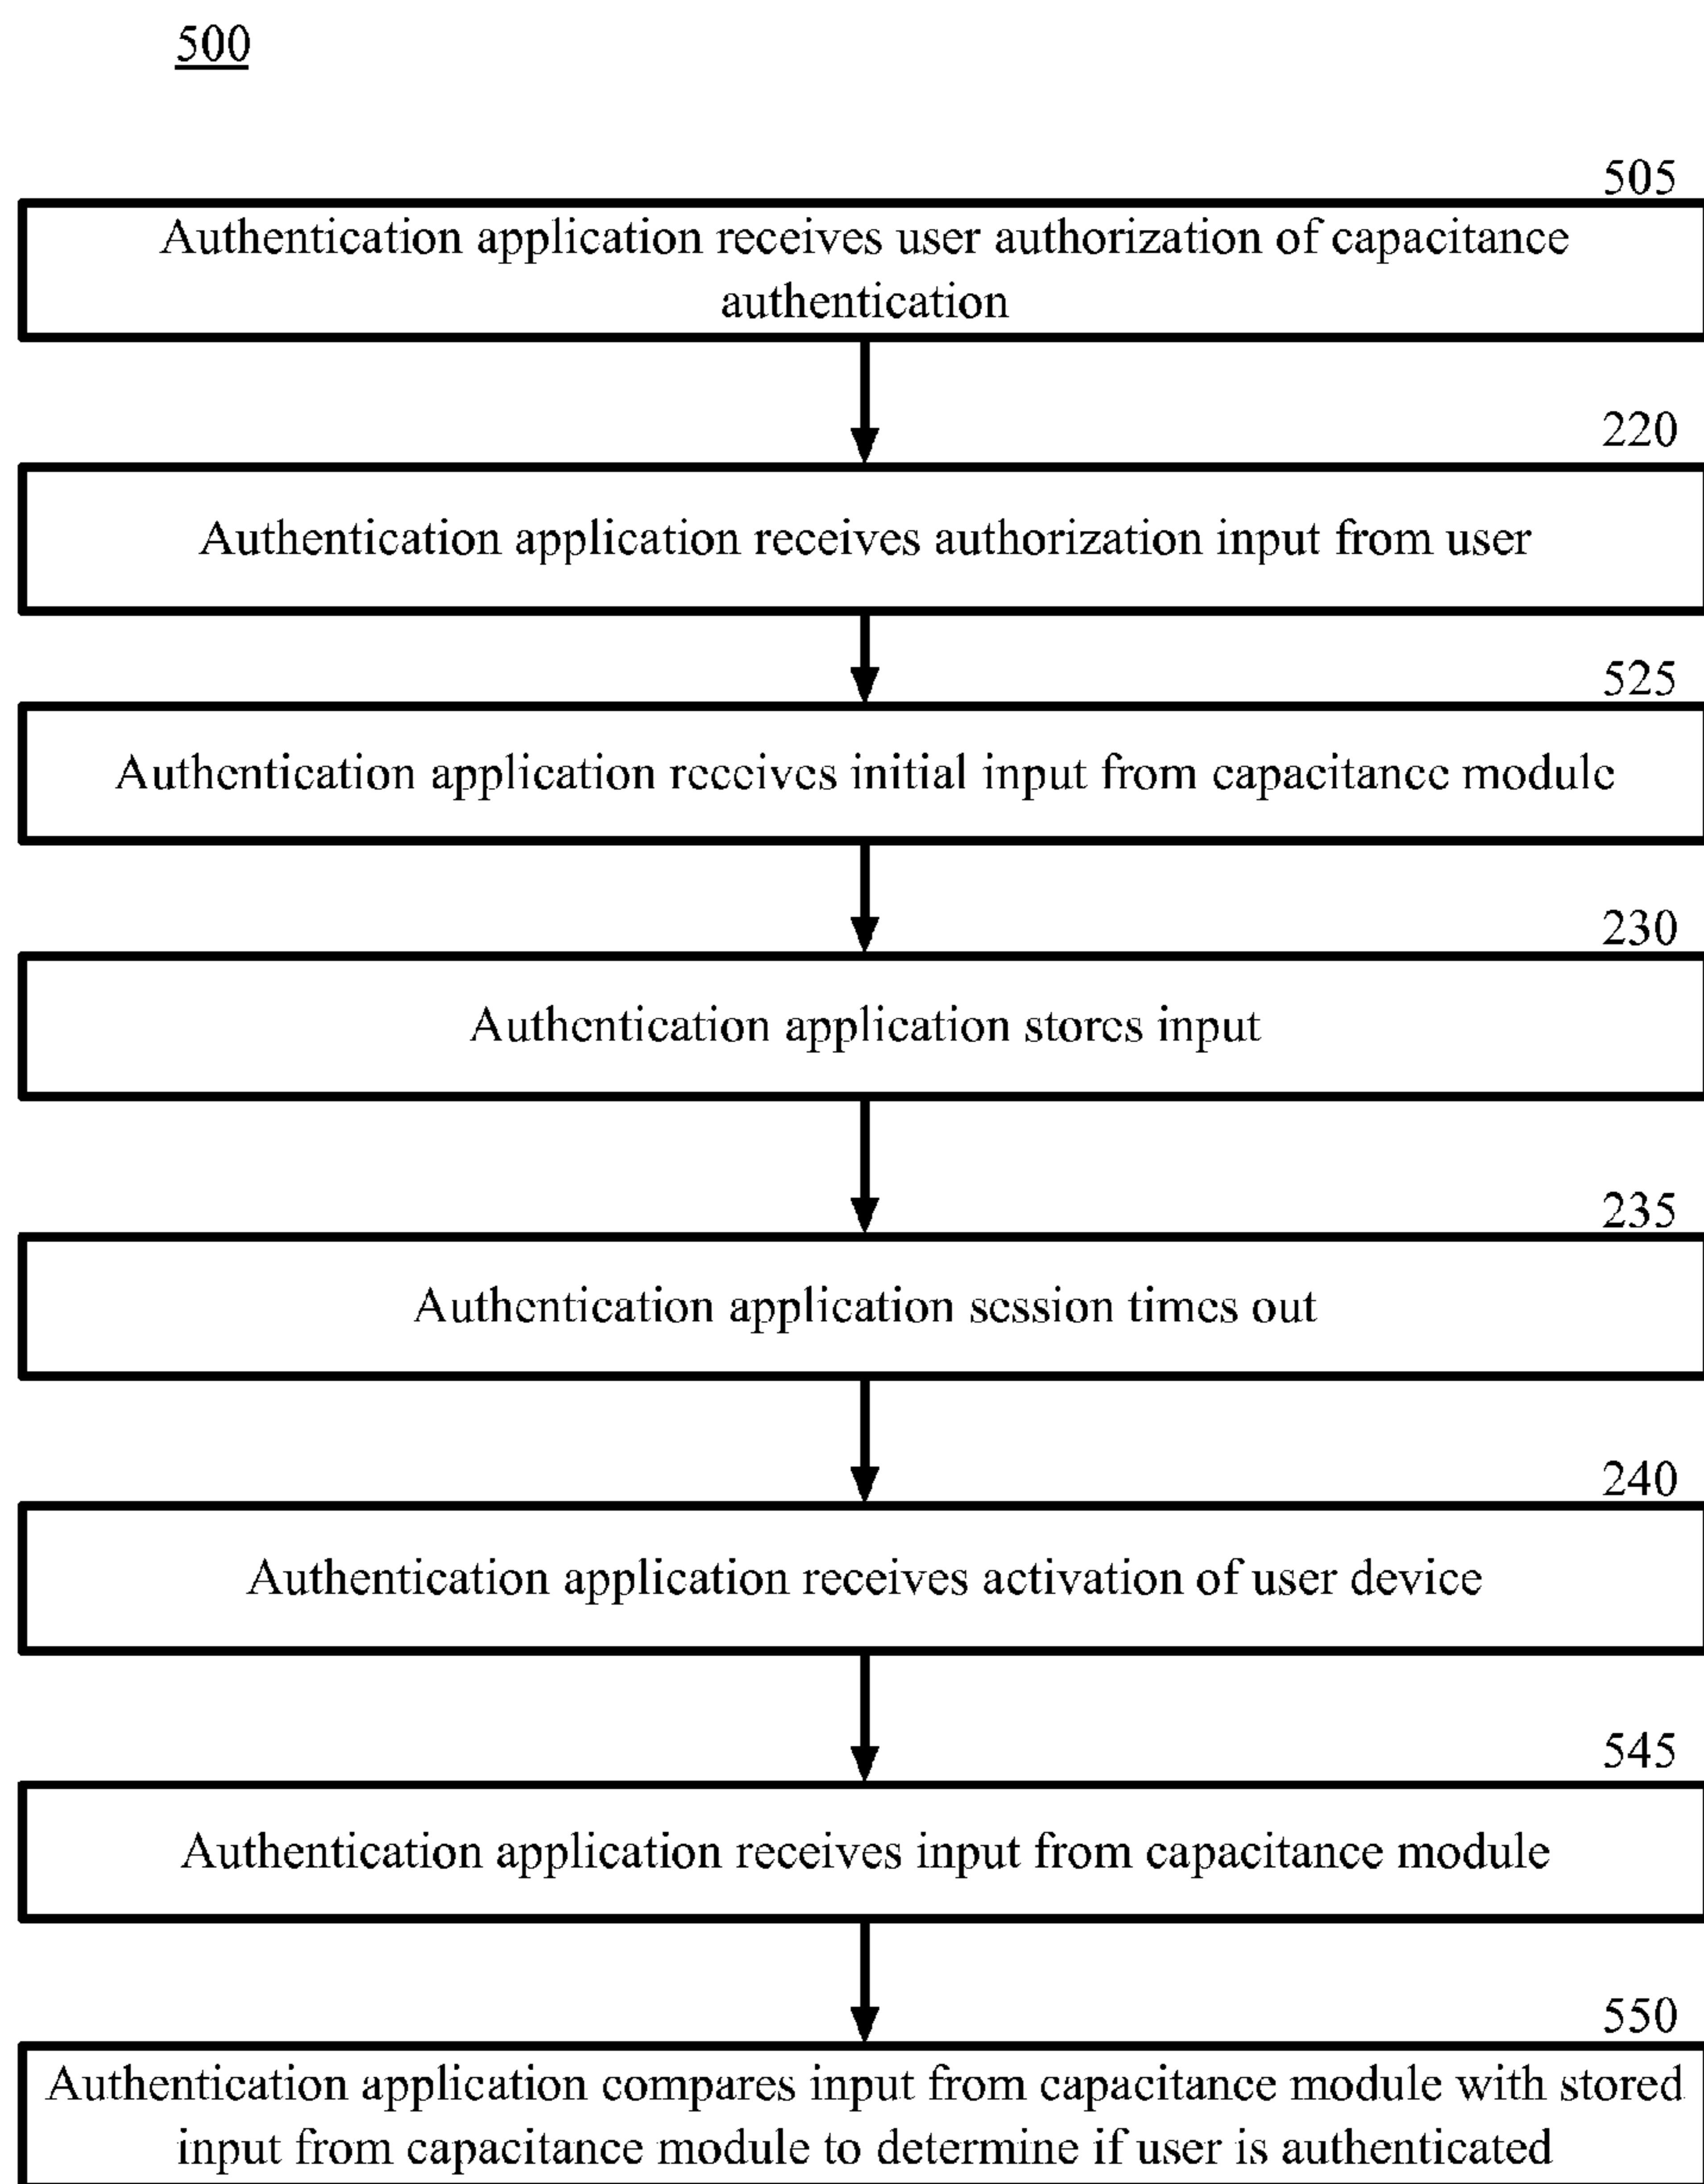 500
505
Authentication application receives user authorization of capacitance
authentication
220
Authentication application receives authorization input from user
525
Authentication application receives initial input from capacitance module
230
Authentication application stores input
235
Authentication application session times out
240
Authentication application receives activation of user device
545
Authentication application receives input from capacitance module
550
Authentication application compares input from capacitance module with stored
input from capacitance module to determine if user is authenticated